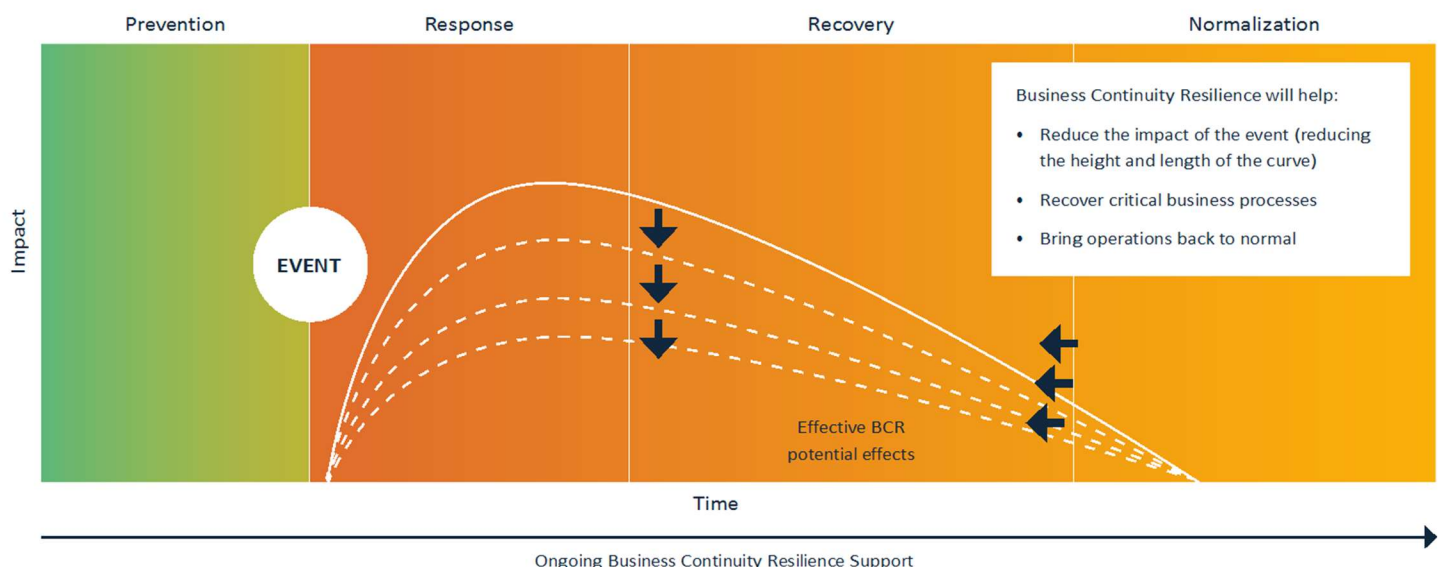 Prevention
Response
Recovery
Normalization
Business Continuity Resilience will help:
• Reduce the impact of the event (reducing
the height and length of the curve)
• Recover critical business processes
• Bring operations back to normal
Impact
EVENT
Effective BCR
potential effects
Time
Ongoing Business Continuity Resilience Support